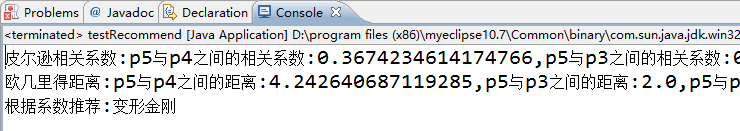 Problems @ Javadoc Declaration Console
<terminated> testRecommend [Java Application] D:\program files (x86)\myeclipse10.7\Common\binary\com.sun.java.jdk.win32
皮尔逊相关系数:p5与p4之间的相关系数:0.3674234614174766,p5与p3之间的相关系数:0
欧几里得距离:p5与p4之间的距离:4.242640687119285,p5与p3之间的距离:2.0,p5与p
根据系数推荐:变形金刚